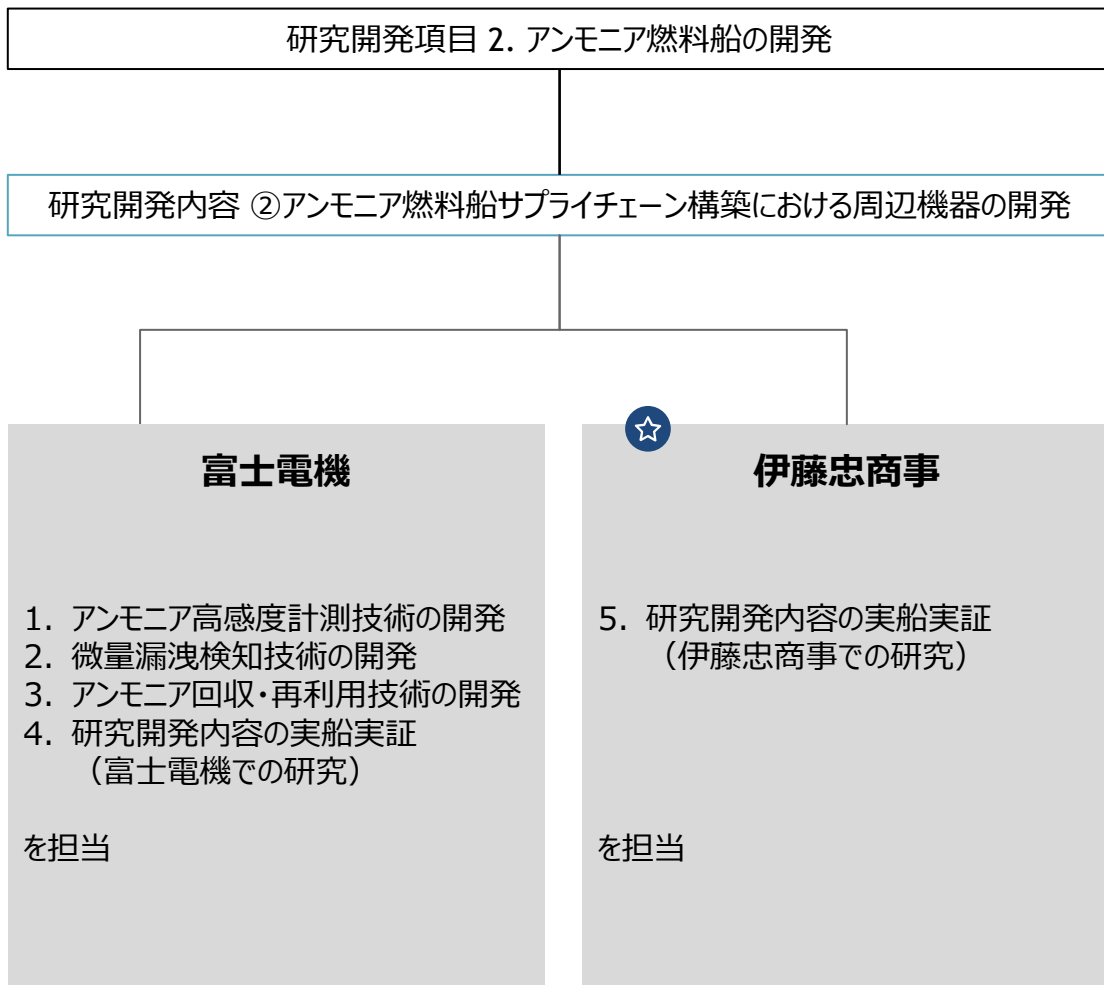 研究開発項目 2. アンモニア燃料船の開発
研究開発内容 ②アンモニア燃料船サプライチェーン構築における周辺機器の開発
富士電機
1. アンモニア高感度計測技術の開発
2. 微量漏洩検知技術の開発
3. アンモニア回収・再利用技術の開発
4. 研究開発内容の実船実証
（富士電機での研究）
を担当
伊藤忠商事
5. 研究開発内容の実船実証
（伊藤忠商事での研究）
を担当